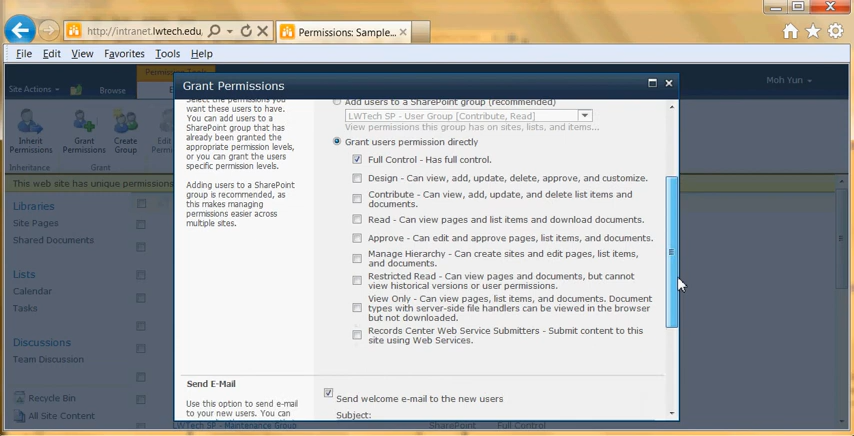 http://intranet.lwtech.edu,
Permissions: Sample...
File Edit View Favorites Tools Help
Site Actions
Browse
Moh Yun
Grant Permissions
Inherit Permissions
Grant Permissions
Create Group
Inheritance
Grant
This web site has unique permissions
Libraries
Site Pages
Shared Documents
Lists
Calendar
Tasks
Discussions
Team Discussion
Recycle Bin
All Site Content
Select the permissions you
want these users to have.
You can add users to a
SharePoint group that has
already been granted the
appropriate permission levels,
or you can grant the users
specific permission levels.
Adding users to a SharePoint
group is recommended, as
this makes managing
permissions easier across
multiple sites.
Add users to a SharePoint group (recommended)
LWTech SP - User Group [Contribute, Read]
View permissions this group has on sites, lists, and items...
Grant users permission directly
Full Control - Has full control.
Design - Can view, add, update, delete, approve, and customize.
Contribute - Can view, add, update, and delete list items and
documents.
Read - Can view pages and list items and download documents.
Approve - Can edit and approve pages, list items, and documents.
Manage Hierarchy - Can create sites and edit pages, list items,
and documents.
Restricted Read - Can view pages and documents, but cannot
view historical versions or user permissions.
View Only - Can view pages, list items, and documents. Document
types with server-side file handlers can be viewed in the browser
but not downloaded.
Records Center Web Service Submitters - Submit content to this
site using Web Services.
Send E-Mail
Use this option to send e-mail
to your new users. You can
Send welcome e-mail to the new users
Subject:
LWTech SP - Maintenance Group SharePoint Full Control